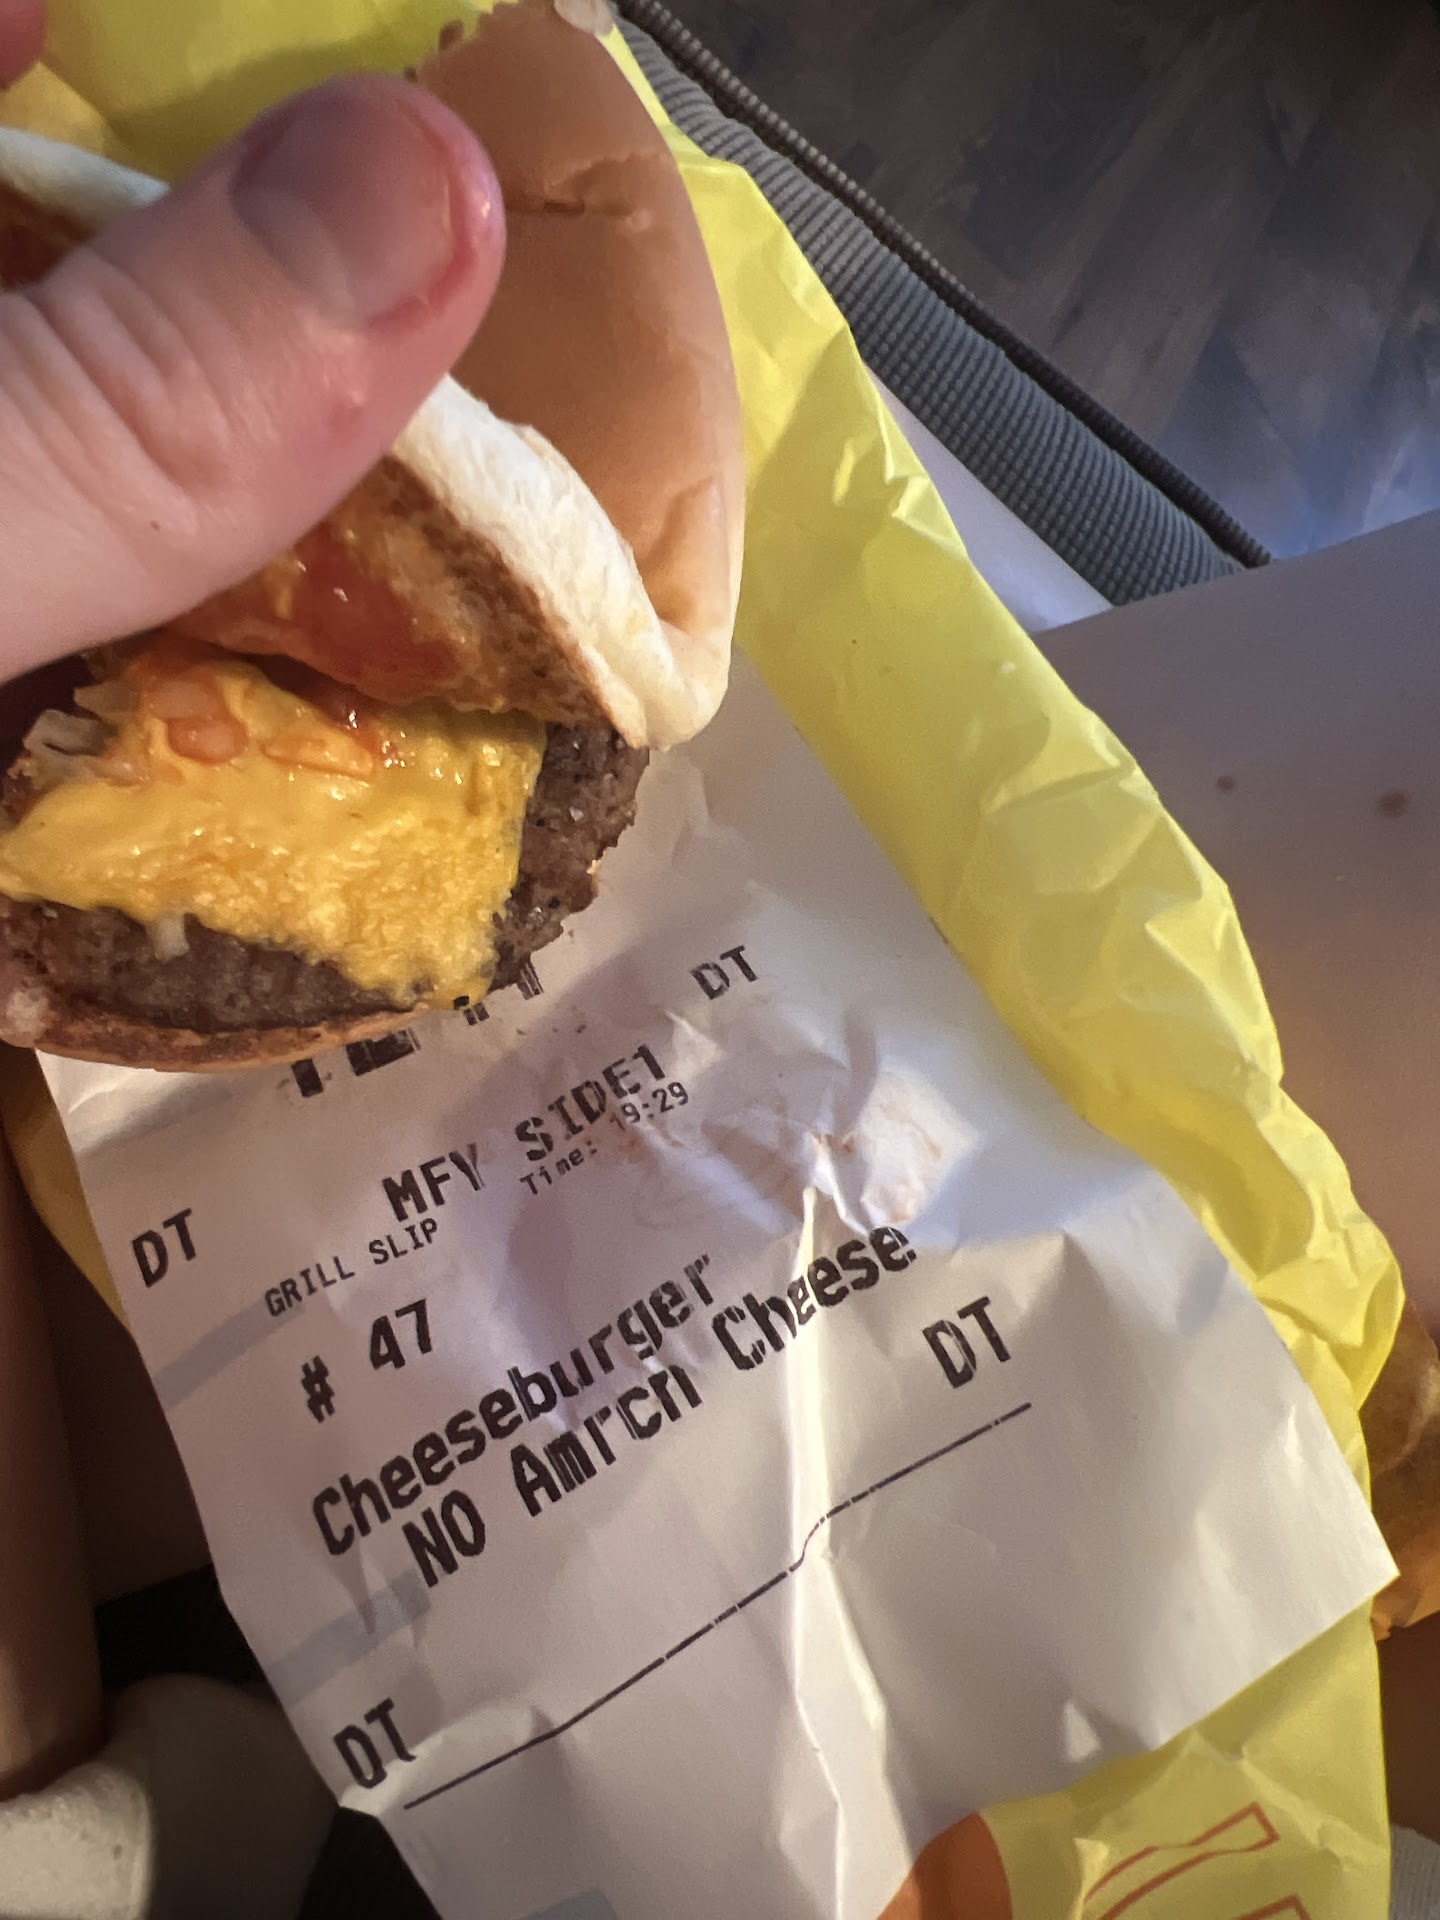 DT
MFY SIDE1
Time: 19:29
DT
GRILL SLIP
# 47
Cheeseburger
NO Amrcn Cheese
DT
DT